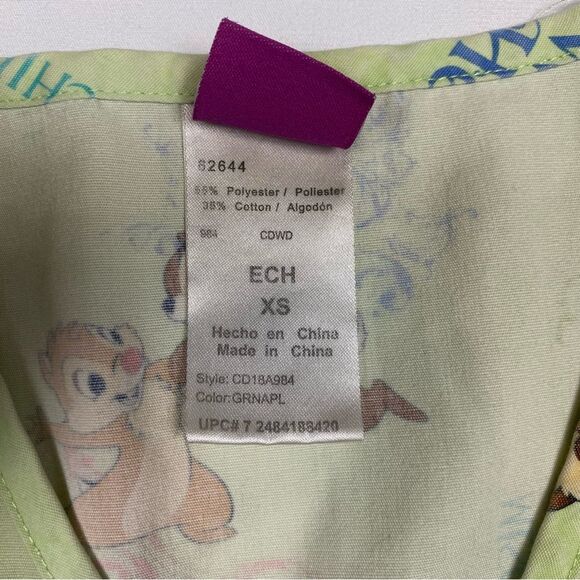 62644
65% Polyester / Poliester
35% Cotton / Algodón
984 CDWD
ECH
XS
Hecho en China
Made in China
Style: CD18A984
Color:GRNAPL
UPC# 7 2484188420